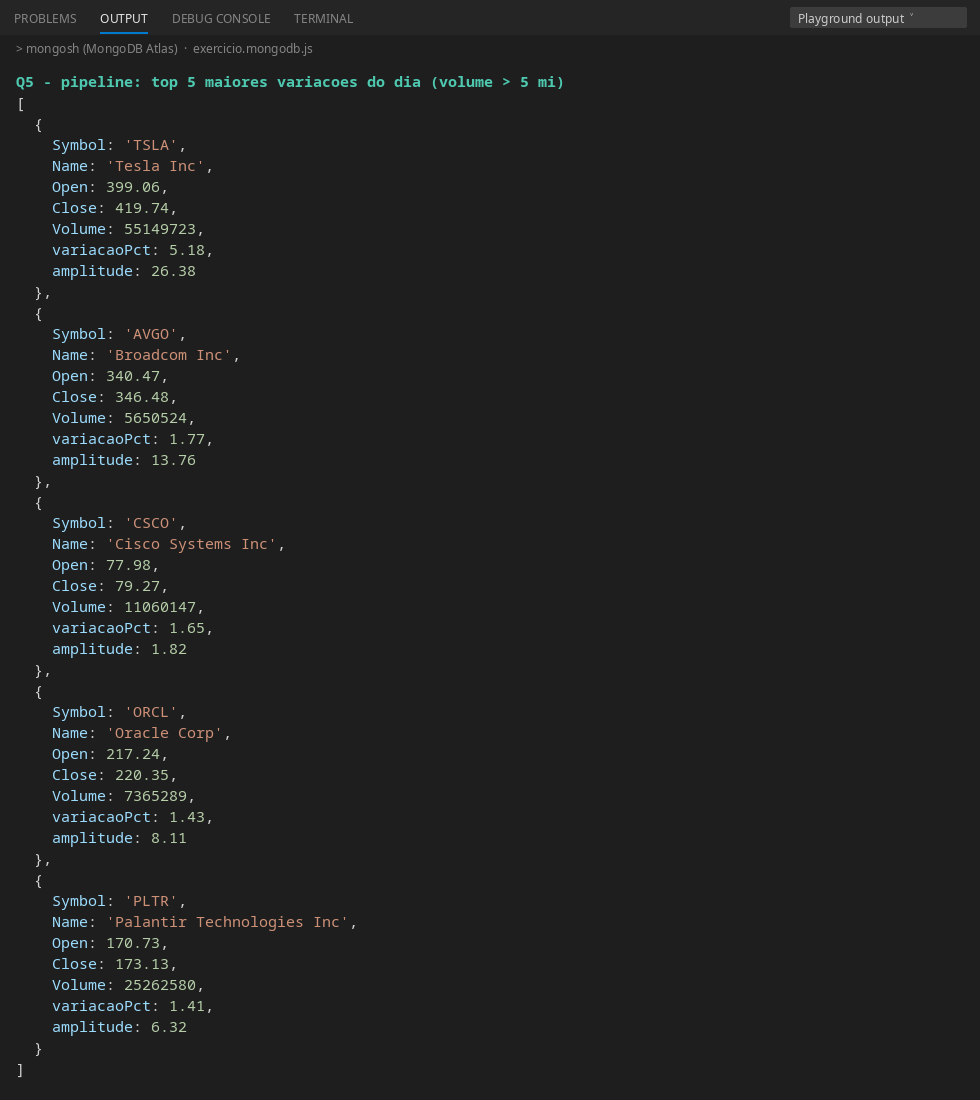 PROBLEMS OUTPUT DEBUG CONSOLE TERMINAL Playground output ˅
> mongosh (MongoDB Atlas) · exercicio.mongodb.js
Q5 - pipeline: top 5 maiores variacoes do dia (volume > 5 mi)
[
  {
    Symbol: 'TSLA',
    Name: 'Tesla Inc',
    Open: 399.06,
    Close: 419.74,
    Volume: 55149723,
    variacaoPct: 5.18,
    amplitude: 26.38
  },
  {
    Symbol: 'AVGO',
    Name: 'Broadcom Inc',
    Open: 340.47,
    Close: 346.48,
    Volume: 5650524,
    variacaoPct: 1.77,
    amplitude: 13.76
  },
  {
    Symbol: 'CSCO',
    Name: 'Cisco Systems Inc',
    Open: 77.98,
    Close: 79.27,
    Volume: 11060147,
    variacaoPct: 1.65,
    amplitude: 1.82
  },
  {
    Symbol: 'ORCL',
    Name: 'Oracle Corp',
    Open: 217.24,
    Close: 220.35,
    Volume: 7365289,
    variacaoPct: 1.43,
    amplitude: 8.11
  },
  {
    Symbol: 'PLTR',
    Name: 'Palantir Technologies Inc',
    Open: 170.73,
    Close: 173.13,
    Volume: 25262580,
    variacaoPct: 1.41,
    amplitude: 6.32
  }
]